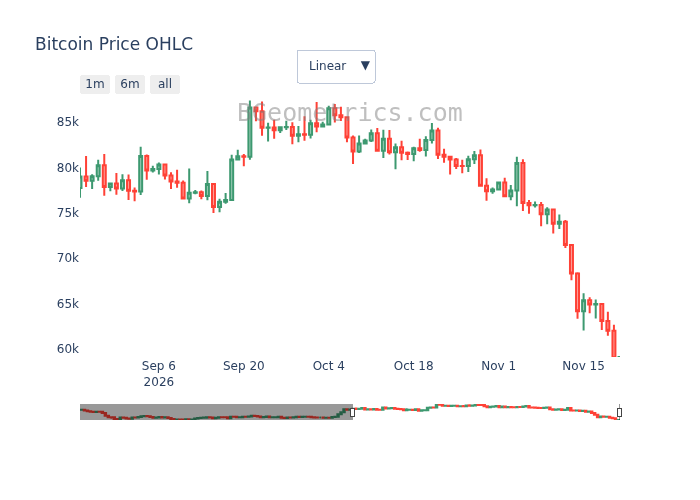 Bitcoin Price OHLC
Linear ▼
1m 6m all
Bgeometrics.com
85k
80k
75k
70k
65k
60k
Sep 6 Sep 20 Oct 4 Oct 18 Nov 1 Nov 15
2026